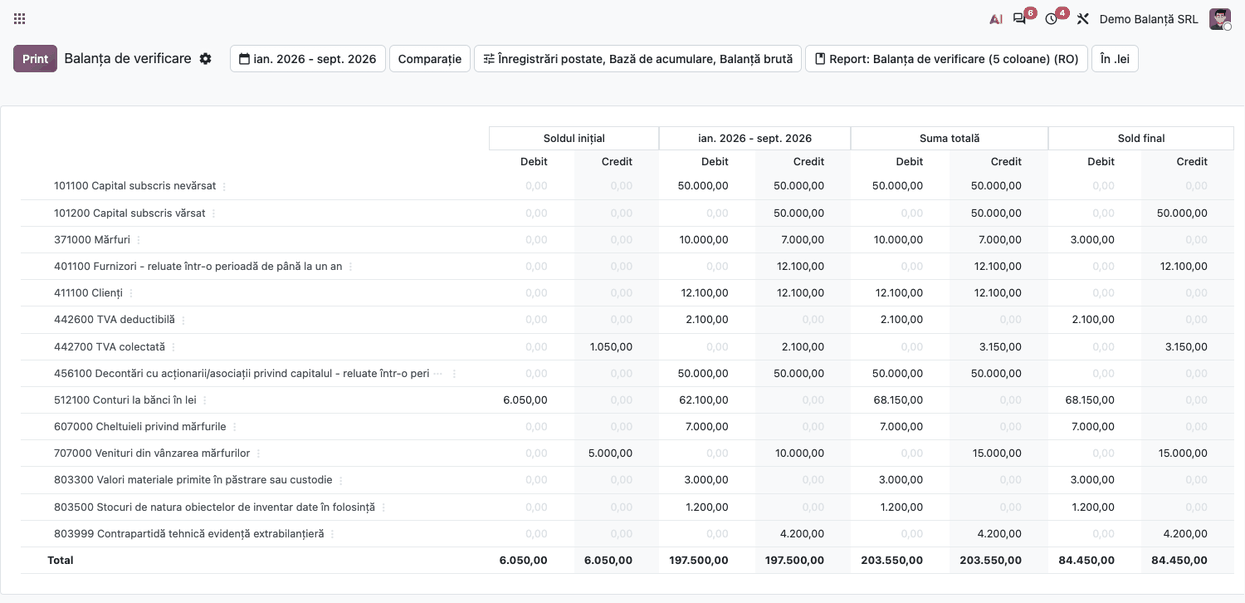 AI 6 4 Demo Balanță SRL
Print Balanța de verificare ian. 2026 - sept. 2026 Comparație Înregistrări postate, Bază de acumulare, Balanță brută Report: Balanța de verificare (5 coloane) (RO) În .lei
Soldul inițial ian. 2026 - sept. 2026 Suma totală Sold final
Debit Credit Debit Credit Debit Credit Debit Credit
101100 Capital subscris nevărsat 0,00 0,00 50.000,00 50.000,00 50.000,00 50.000,00 0,00 0,00
101200 Capital subscris vărsat 0,00 0,00 0,00 50.000,00 0,00 50.000,00 0,00 50.000,00
371000 Mărfuri 0,00 0,00 10.000,00 7.000,00 10.000,00 7.000,00 3.000,00 0,00
401100 Furnizori - reluate într-o perioadă de până la un an 0,00 0,00 0,00 12.100,00 0,00 12.100,00 0,00 12.100,00
411100 Clienți 0,00 0,00 12.100,00 12.100,00 12.100,00 12.100,00 0,00 0,00
442600 TVA deductibilă 0,00 0,00 2.100,00 0,00 2.100,00 0,00 2.100,00 0,00
442700 TVA colectată 0,00 1.050,00 0,00 2.100,00 0,00 3.150,00 0,00 3.150,00
456100 Decontări cu acționarii/asociații privind capitalul - reluate într-o peri ... 0,00 0,00 50.000,00 50.000,00 50.000,00 50.000,00 0,00 0,00
512100 Conturi la bănci în lei 6.050,00 0,00 62.100,00 0,00 68.150,00 0,00 68.150,00 0,00
607000 Cheltuieli privind mărfurile 0,00 0,00 7.000,00 0,00 7.000,00 0,00 7.000,00 0,00
707000 Venituri din vânzarea mărfurilor 0,00 5.000,00 0,00 10.000,00 0,00 15.000,00 0,00 15.000,00
803300 Valori materiale primite în păstrare sau custodie 0,00 0,00 3.000,00 0,00 3.000,00 0,00 3.000,00 0,00
803500 Stocuri de natura obiectelor de inventar date în folosință 0,00 0,00 1.200,00 0,00 1.200,00 0,00 1.200,00 0,00
803999 Contrapartidă tehnică evidență extrabilanțieră 0,00 0,00 0,00 4.200,00 0,00 4.200,00 0,00 4.200,00
Total 6.050,00 6.050,00 197.500,00 197.500,00 203.550,00 203.550,00 84.450,00 84.450,00